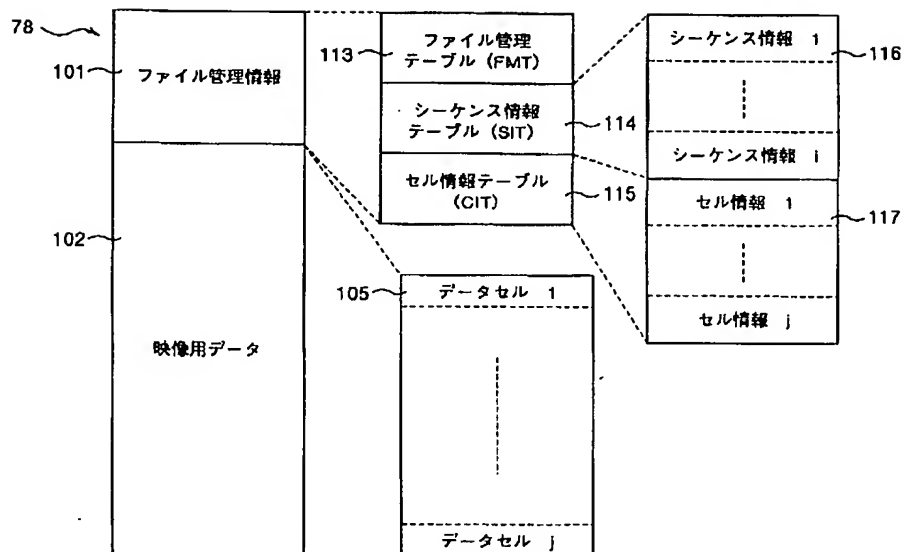 78
101
ファイル管理情報
102
映像用データ
113
ファイル管理
テーブル (FMT)
シーケンス情報
テーブル (SIT)
114
セル情報テーブル
(CIT)
115
シーケンス情報 1
116
シーケンス情報 i
セル情報 1
117
セル情報 j
105
データセル 1
データセル j